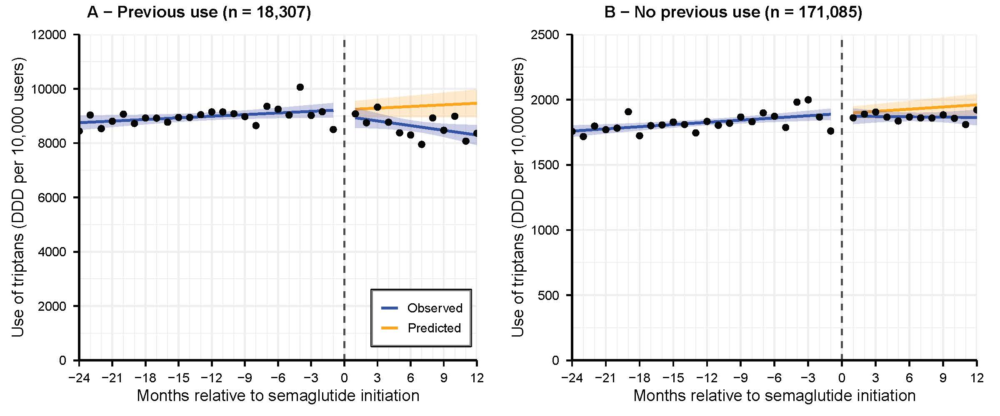 A – Previous use (n = 18,307)
12000
10000
8000
6000
4000
2000
0
Use of triptans (DDD per 10,000 users)
Observed
Predicted
−24 −21 −18 −15 −12 −9 −6 −3 0 3 6 9 12
Months relative to semaglutide initiation
B – No previous use (n = 171,085)
2500
2000
1500
1000
500
0
Use of triptans (DDD per 10,000 users)
−24 −21 −18 −15 −12 −9 −6 −3 0 3 6 9 12
Months relative to semaglutide initiation